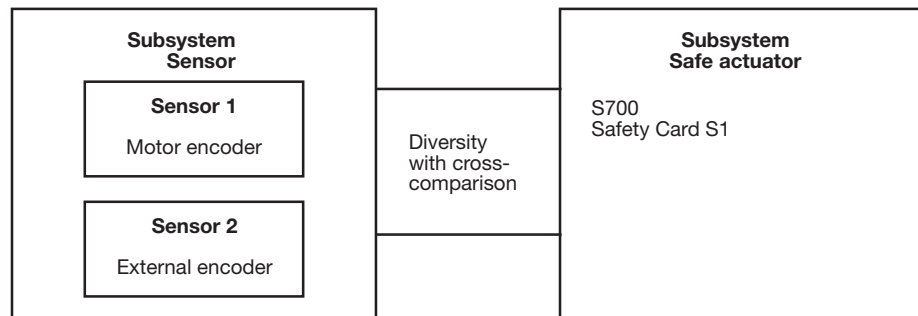 Subsystem
Sensor
Sensor 1
Motor encoder
Sensor 2
External encoder
Diversity
with cross-
comparison
Subsystem
Safe actuator
S700
Safety Card S1